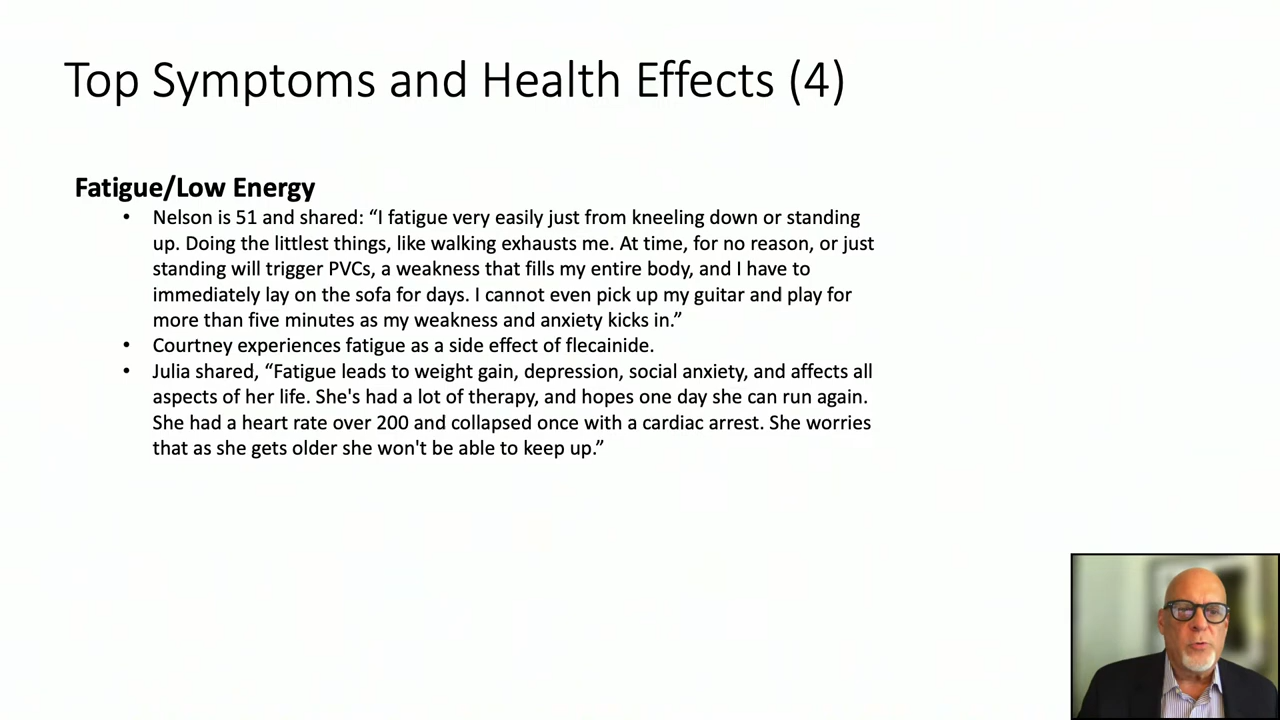 Top Symptoms and Health Effects (4)
Fatigue/Low Energy
• Nelson is 51 and shared: “I fatigue very easily just from kneeling down or standing
up. Doing the littlest things, like walking exhausts me. At time, for no reason, or just
standing will trigger PVCs, a weakness that fills my entire body, and I have to
immediately lay on the sofa for days. I cannot even pick up my guitar and play for
more than five minutes as my weakness and anxiety kicks in.”
• Courtney experiences fatigue as a side effect of flecainide.
• Julia shared, “Fatigue leads to weight gain, depression, social anxiety, and affects all
aspects of her life. She's had a lot of therapy, and hopes one day she can run again.
She had a heart rate over 200 and collapsed once with a cardiac arrest. She worries
that as she gets older she won't be able to keep up.”